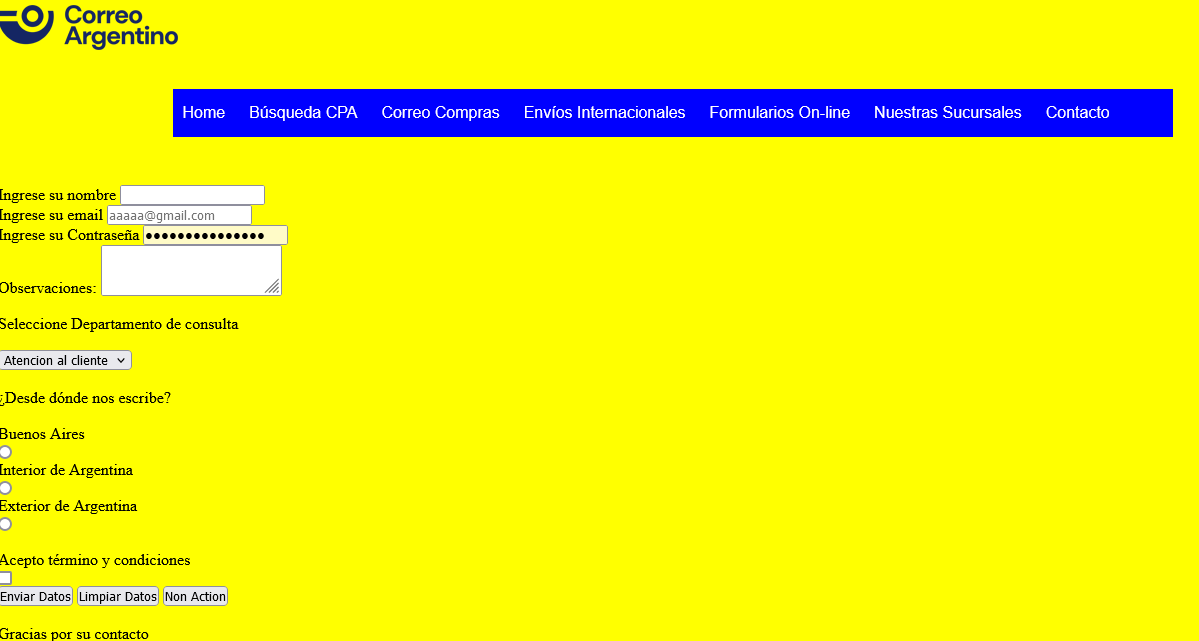 Correo
Argentino
Home Búsqueda CPA Correo Compras Envíos Internacionales Formularios On-line Nuestras Sucursales Contacto
Ingrese su nombre
Ingrese su email aaaaa@gmail.com
Ingrese su Contraseña •••••••••••••••
Observaciones:
Seleccione Departamento de consulta
Atencion al cliente
¿Desde dónde nos escribe?
Buenos Aires
Interior de Argentina
Exterior de Argentina
Acepto término y condiciones
Enviar Datos Limpiar Datos Non Action
Gracias por su contacto